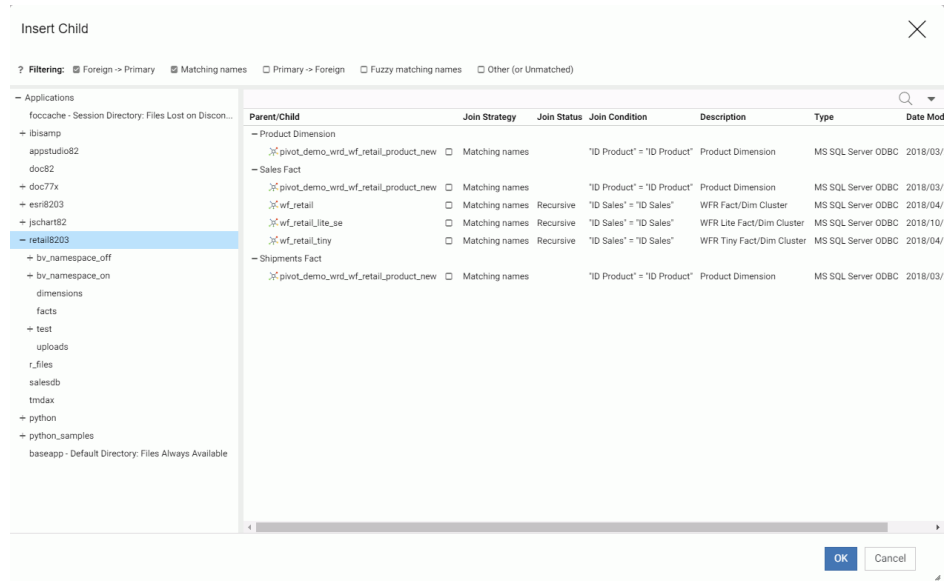 Insert Child
? Filtering: Foreign -> Primary Matching names Primary -> Foreign Fuzzy matching names Other (or Unmatched)
Applications
foccache - Session Directory: Files Lost on Discon...
ibisamp
appstudio82
doc82
doc77x
esri8203
jschart82
retail8203
bv_namespace_off
bv_namespace_on
dimensions
facts
test
uploads
r_files
salesdb
tmdax
python
python_samples
baseapp - Default Directory: Files Always Available
Parent/Child Join Strategy Join Status Join Condition Description Type Date Mod
Product Dimension
pivot_demo_wrd_wf_retail_product_new Matching names "ID Product" = "ID Product" Product Dimension MS SQL Server ODBC 2018/03/
Sales Fact
pivot_demo_wrd_wf_retail_product_new Matching names "ID Product" = "ID Product" Product Dimension MS SQL Server ODBC 2018/03/
wf_retail Matching names Recursive "ID Sales" = "ID Sales" WFR Fact/Dim Cluster MS SQL Server ODBC 2018/04/
wf_retail_lite_se Matching names Recursive "ID Sales" = "ID Sales" WFR Lite Fact/Dim Cluster MS SQL Server ODBC 2018/10/
wf_retail_tiny Matching names Recursive "ID Sales" = "ID Sales" WFR Tiny Fact/Dim Cluster MS SQL Server ODBC 2018/04/
Shipments Fact
pivot_demo_wrd_wf_retail_product_new Matching names "ID Product" = "ID Product" Product Dimension MS SQL Server ODBC 2018/03/
OK Cancel